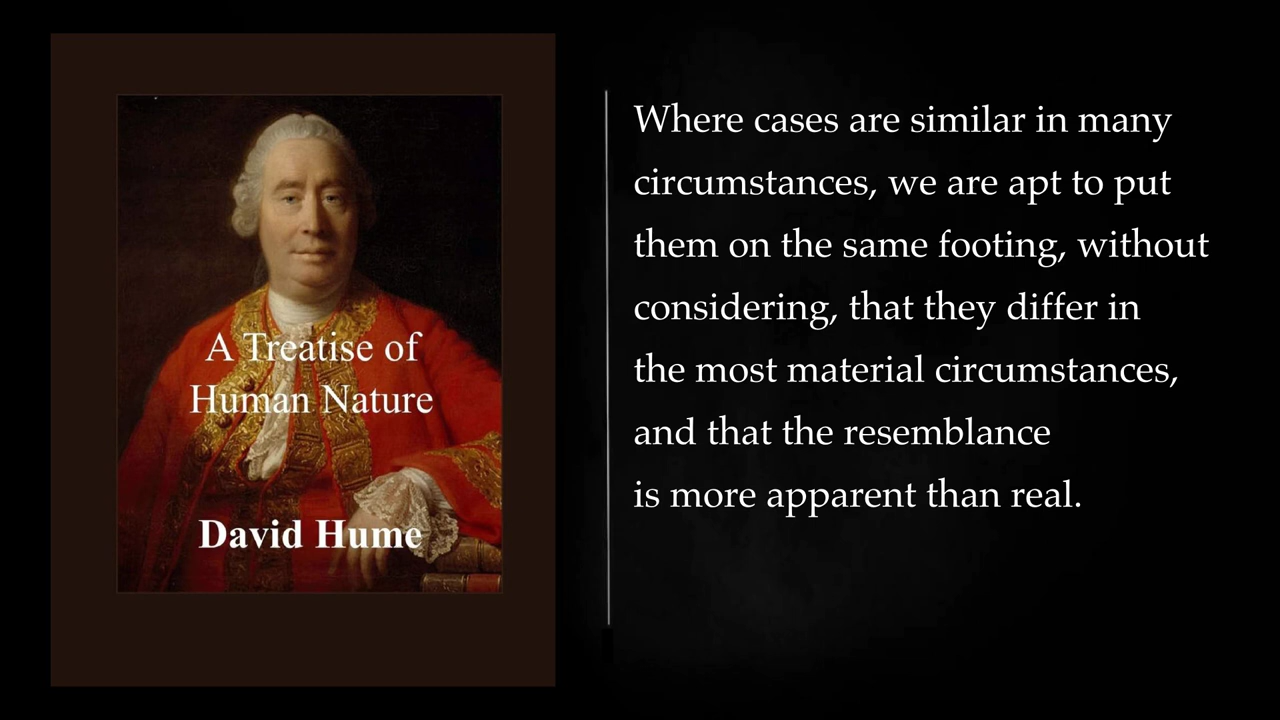 A Treatise of
Human Nature
David Hume
Where cases are similar in many
circumstances, we are apt to put
them on the same footing, without
considering, that they differ in
the most material circumstances,
and that the resemblance
is more apparent than real.